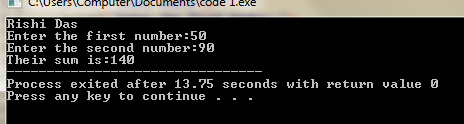 C:\Users\Computer\Documents\code 1.exe
Rishi Das
Enter the first number:50
Enter the second number:90
Their sum is:140
--------------------------------
Process exited after 13.75 seconds with return value 0
Press any key to continue . . .